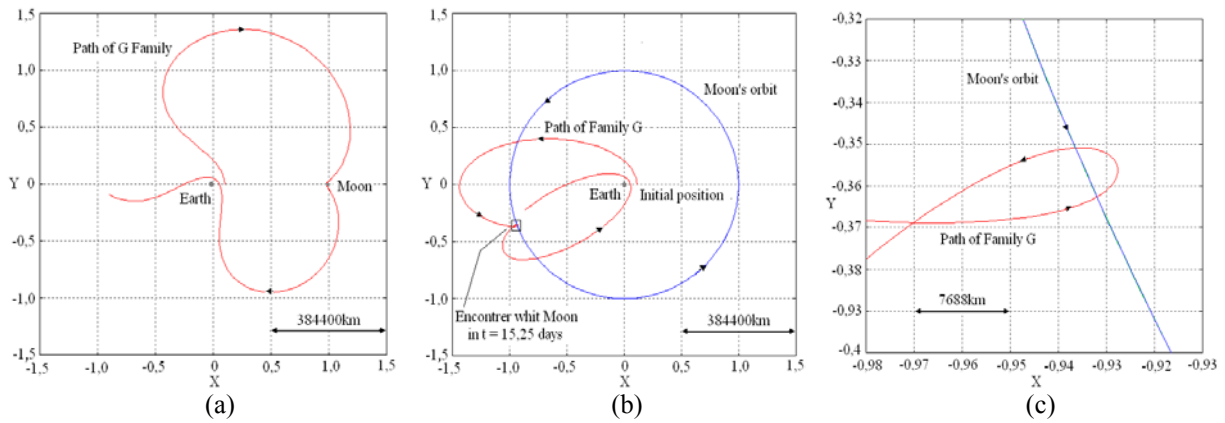 1,5
Path of G Family
1.0
0.5
Y 0
Earth
Moon
-0.5
-1.0
384400km
-1,5
-1,5 -1,0 -0,5 0 0.5 1.0 1.5
X
(a)
1,5
1.0
Moon's orbit
0.5
Path of Family G
Y 0
Earth
Initial position
-0.5
-1.0
Encontrer whit Moon
in t = 15,25 days
384400km
-1,5
-1,5 -1,0 -0,5 0 0.5 1.0 1.5
X
(b)
-0.32
-0.33
Moon's orbit
-0.34
-0.35
-0.36
Y
-0.37
Path of Family G
-0.38
7688km
-0.93
-0.4
-0.98 -0.97 -0.96 -0.95 -0.94 -0.93 -0.92 -0.93
X
(c)